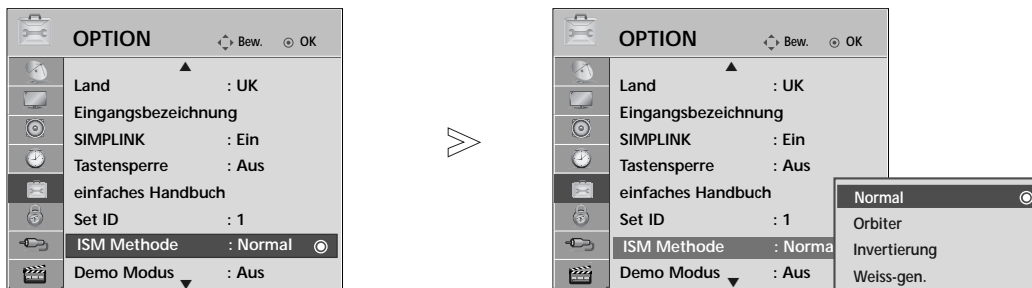 OPTION Bew. OK
Land : UK
Eingangsbezeichnung
SIMPLINK : Ein
Tastensperre : Aus
einfaches Handbuch
Set ID : 1
ISM Methode : Normal
Demo Modus : Aus
OPTION Bew. OK
Land : UK
Eingangsbezeichnung
SIMPLINK : Ein
Tastensperre : Aus
einfaches Handbuch
Set ID : 1
ISM Methode : Norma
Demo Modus : Aus
Normal
Orbiter
Invertierung
Weiss-gen.